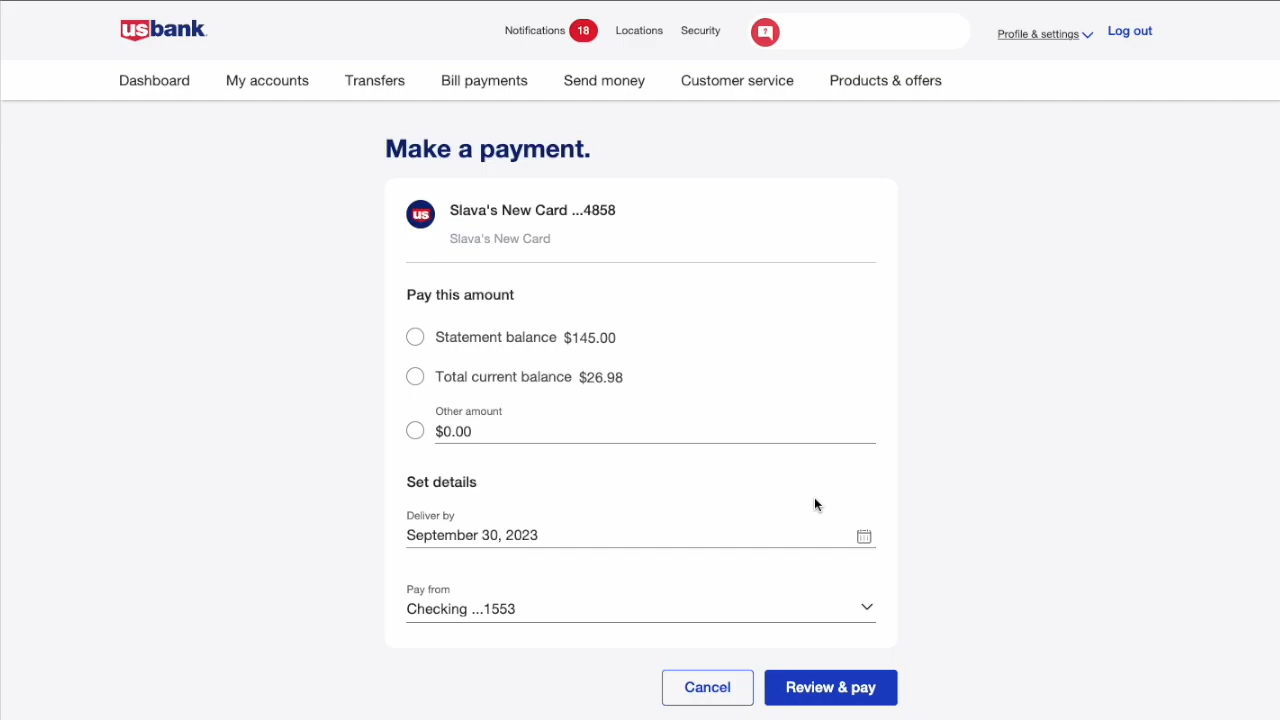 usbank.
Notifications 18 Locations Security
Profile & settings Log out
Dashboard My accounts Transfers Bill payments Send money Customer service Products & offers
Make a payment.
us Slava's New Card ...4858
Slava's New Card
Pay this amount
Statement balance $145.00
Total current balance $26.98
Other amount
$0.00
Set details
Deliver by
September 30, 2023
Pay from
Checking ...1553
Cancel Review & pay